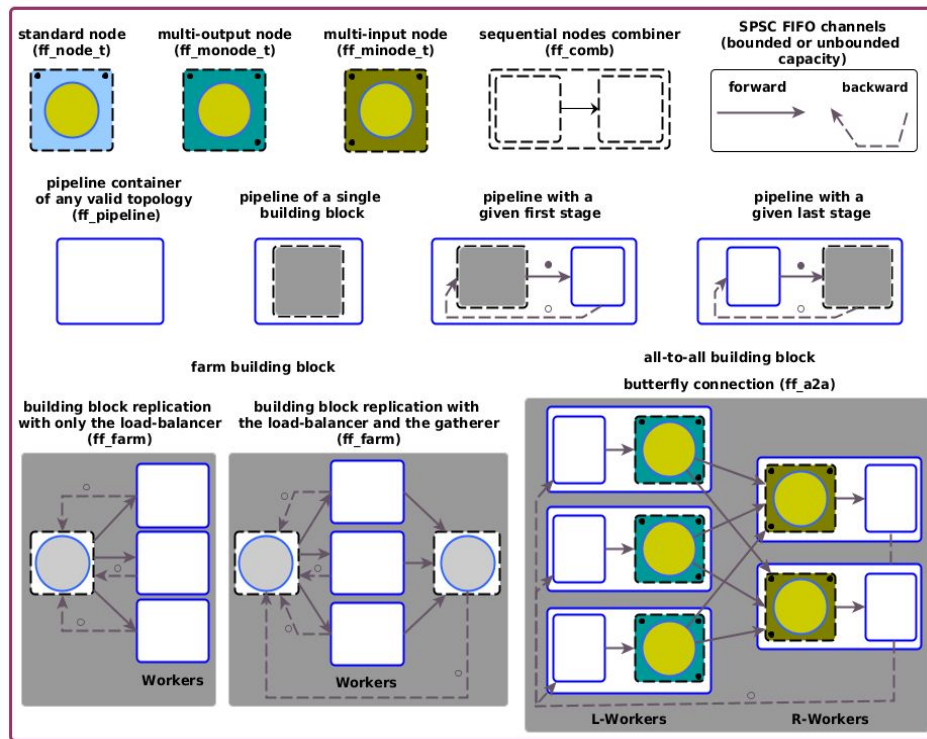 standard node
(ff_node_t)
multi-output node
(ff_monode_t)
multi-input node
(ff_minode_t)
sequential nodes combiner
(ff_comb)
SPSC FIFO channels
(bounded or unbounded
capacity)
forward
backward
pipeline container
of any valid topology
(ff_pipeline)
pipeline of a single
building block
pipeline with a
given first stage
pipeline with a
given last stage
farm building block
all-to-all building block
butterfly connection (ff_a2a)
building block replication
with only the load-balancer
(ff_farm)
building block replication with
the load-balancer and the gatherer
(ff_farm)
Workers
Workers
L-Workers
R-Workers